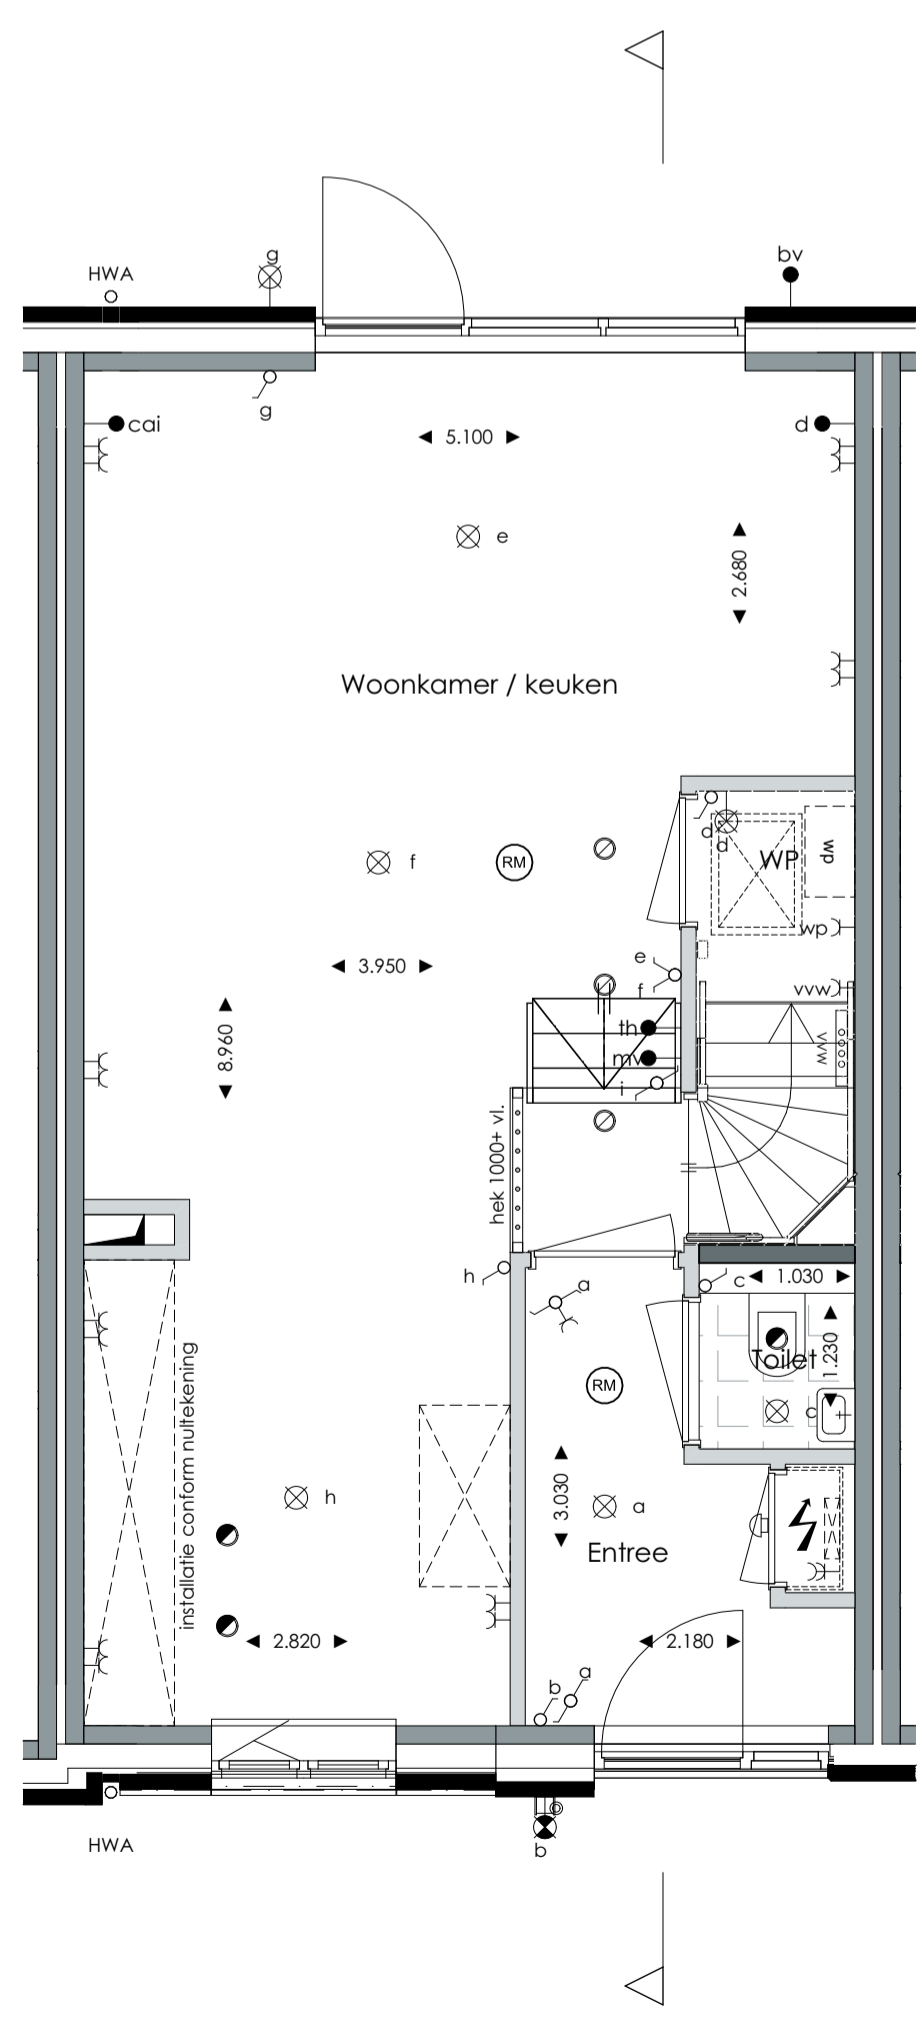 g
bv
HWA
g
cai
d
5.100
e
2.680
Woonkamer / keuken
d
d
WP
wp
f
RM
wp
e
3.950
f
vvw
th
8.960
mv
vvw
i
hek 1000+ vl.
h
a
c
1.030
1.230
Toilet
RM
installatie conform nultekening
c
h
3.030
a
Entree
2.820
2.180
b
a
HWA
b